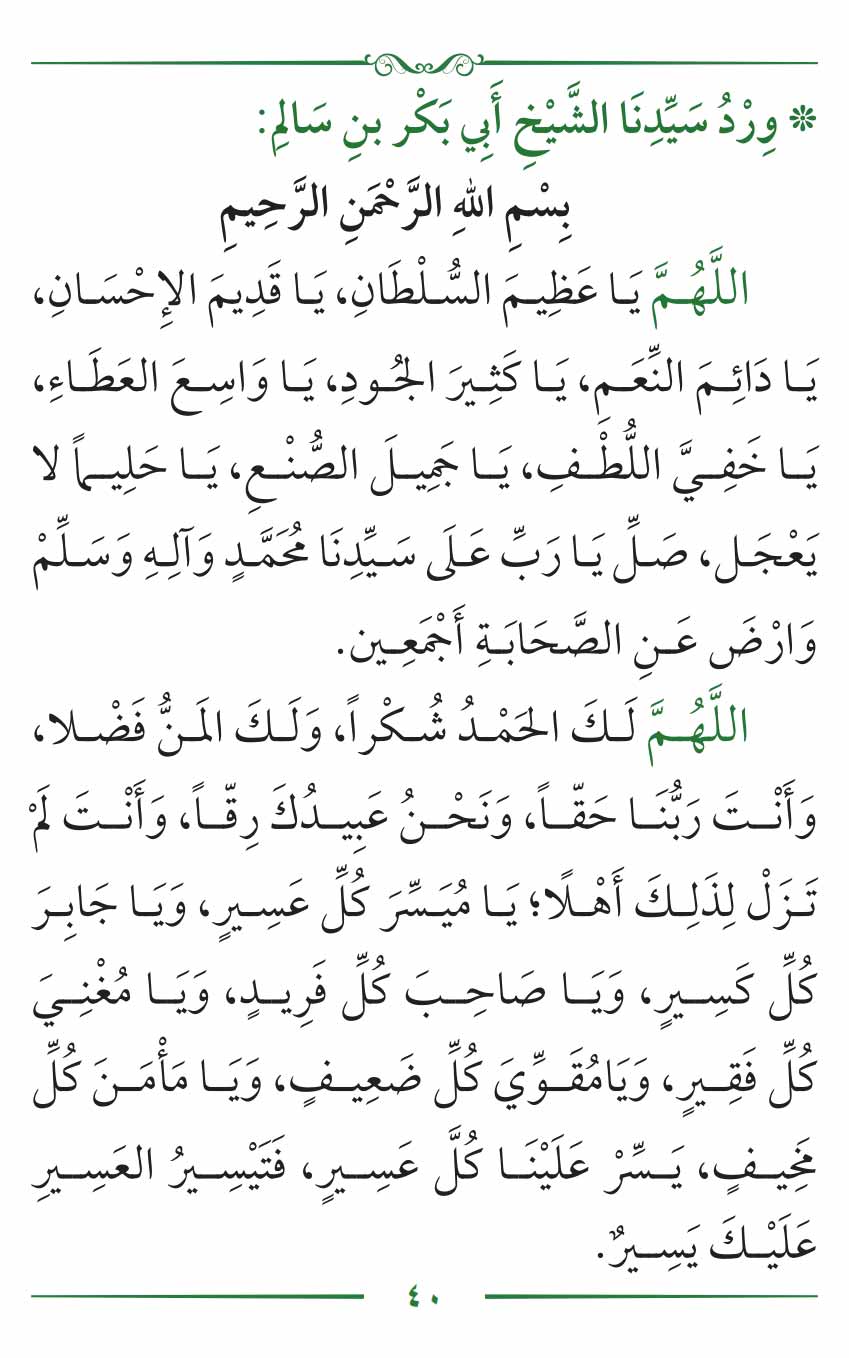 ❊ وِرْدُ سَيِّدِنَا الشَّيْخِ أَبِي بَكْر بنِ سَالِمِ:
بِسْمِ اللهِ الرَّحْمَنِ الرَّحِيمِ
اللَّهُمَّ يَا عَظِيمَ السُّلْطَانِ، يَا قَدِيمَ الإِحْسَانِ،
يَا دَائِمَ النِّعَمِ، يَا كَثِيرَ الجُودِ، يَا وَاسِعَ العَطَاءِ،
يَا خَفِيَّ اللُّطْفِ، يَا جَمِيلَ الصُّنْعِ، يَا حَلِيماً لا
يَعْجَل، صَلِّ يَا رَبِّ عَلَى سَيِّدِنَا مُحَمَّدٍ وَآلِهِ وَسَلِّمْ
وَارْضَ عَنِ الصَّحَابَةِ أَجْمَعِين.
اللَّهُمَّ لَكَ الحَمْدُ شُكْراً، وَلَكَ المَنُّ فَضْلا،
وَأَنْتَ رَبُّنَا حَقّاً، وَنَحْنُ عَبِيدُكَ رِقّاً، وَأَنْتَ لَمْ
تَزَلْ لِذَلِكَ أَهْلًا؛ يَا مُيَسِّرَ كُلِّ عَسِيرٍ، وَيَا جَابِرَ
كُلِّ كَسِيرٍ، وَيَا صَاحِبَ كُلِّ فَرِيدٍ، وَيَا مُغْنِيَ
كُلِّ فَقِيرٍ، وَيَامُقَوِّيَ كُلِّ ضَعِيفٍ، وَيَا مَأْمَنَ كُلِّ
مَخِيفٍ، يَسِّرْ عَلَيْنَا كُلَّ عَسِيرٍ، فَتَيْسِيرُ العَسِيرِ
عَلَيْكَ يَسِيرٌ.
٤٠